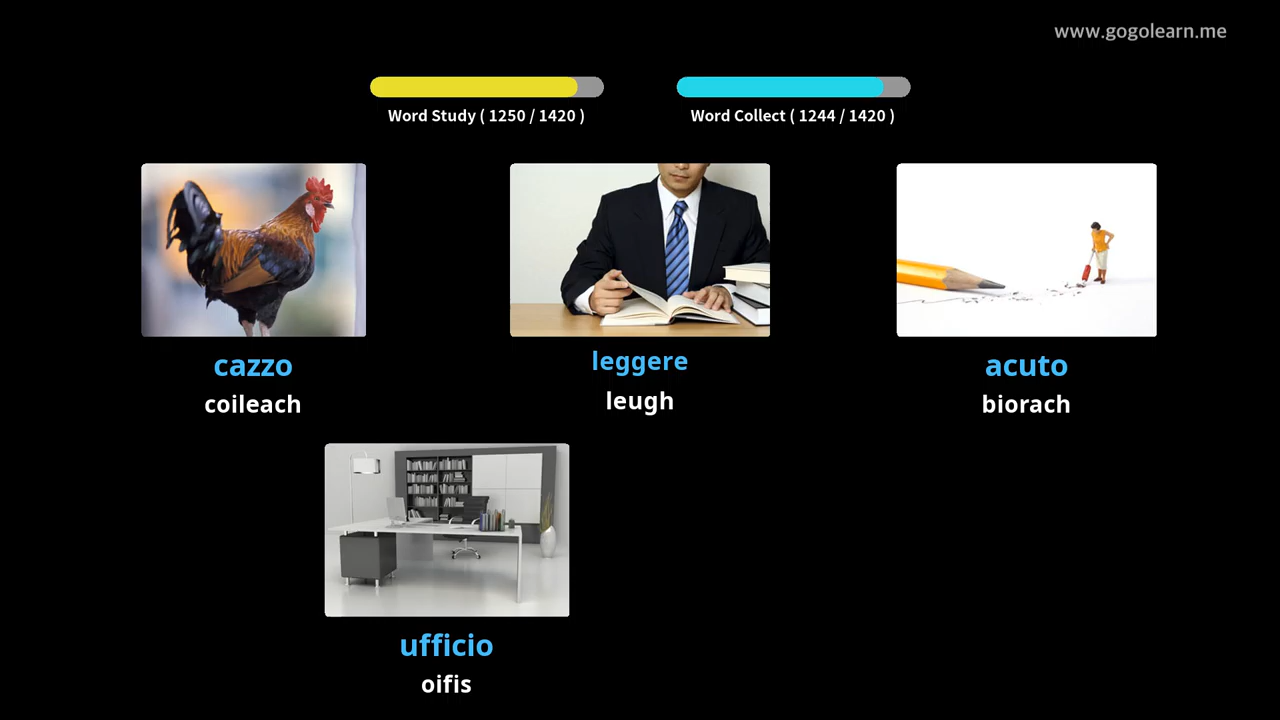 www.gogolearn.me
Word Study ( 1250 / 1420 )
Word Collect ( 1244 / 1420 )
cazzo
coileach
leggere
leugh
acuto
biorach
ufficio
oifis